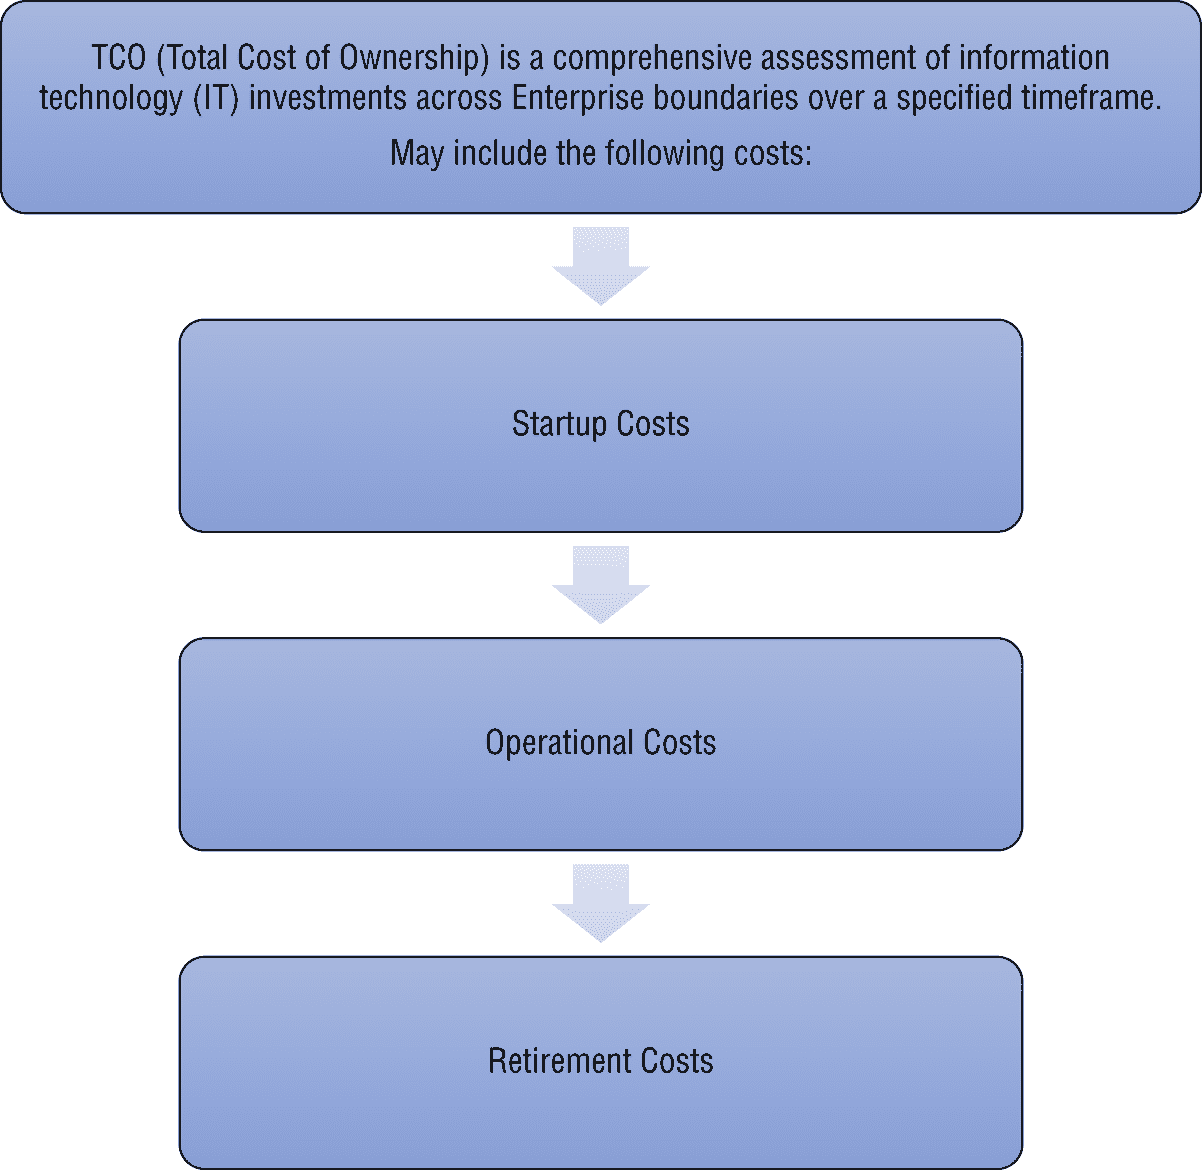 TCO (Total Cost of Ownership) is a comprehensive assessment of information
technology (IT) investments across Enterprise boundaries over a specified timeframe.
May include the following costs:
Startup Costs
Operational Costs
Retirement Costs